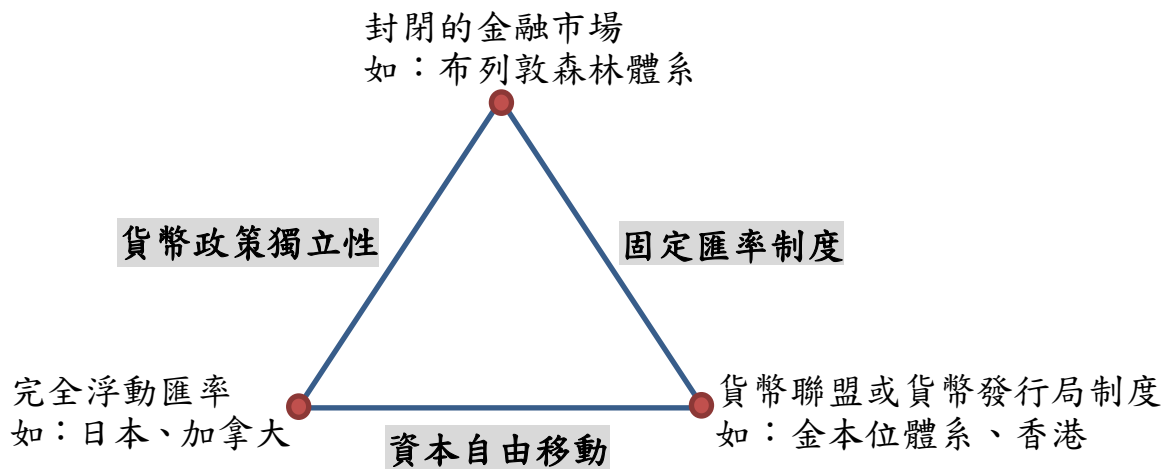 封閉的金融市場
如：布列敦森林體系
貨幣政策獨立性
固定匯率制度
完全浮動匯率
如：日本、加拿大
貨幣聯盟或貨幣發行局制度
如：金本位體系、香港
資本自由移動